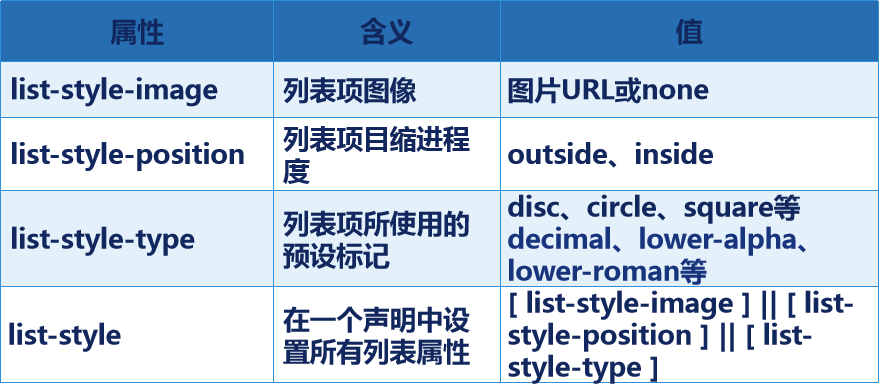 属性 含义 值
list-style-image 列表项图像 图片URL或none
list-style-position 列表项目缩进程
度 outside、inside
list-style-type 列表项所使用的
预设标记 disc、circle、square等
decimal、lower-alpha、
lower-roman等
list-style 在一个声明中设
置所有列表属性 [ list-style-image ] || [ list-
style-position ] || [ list-
style-type ]